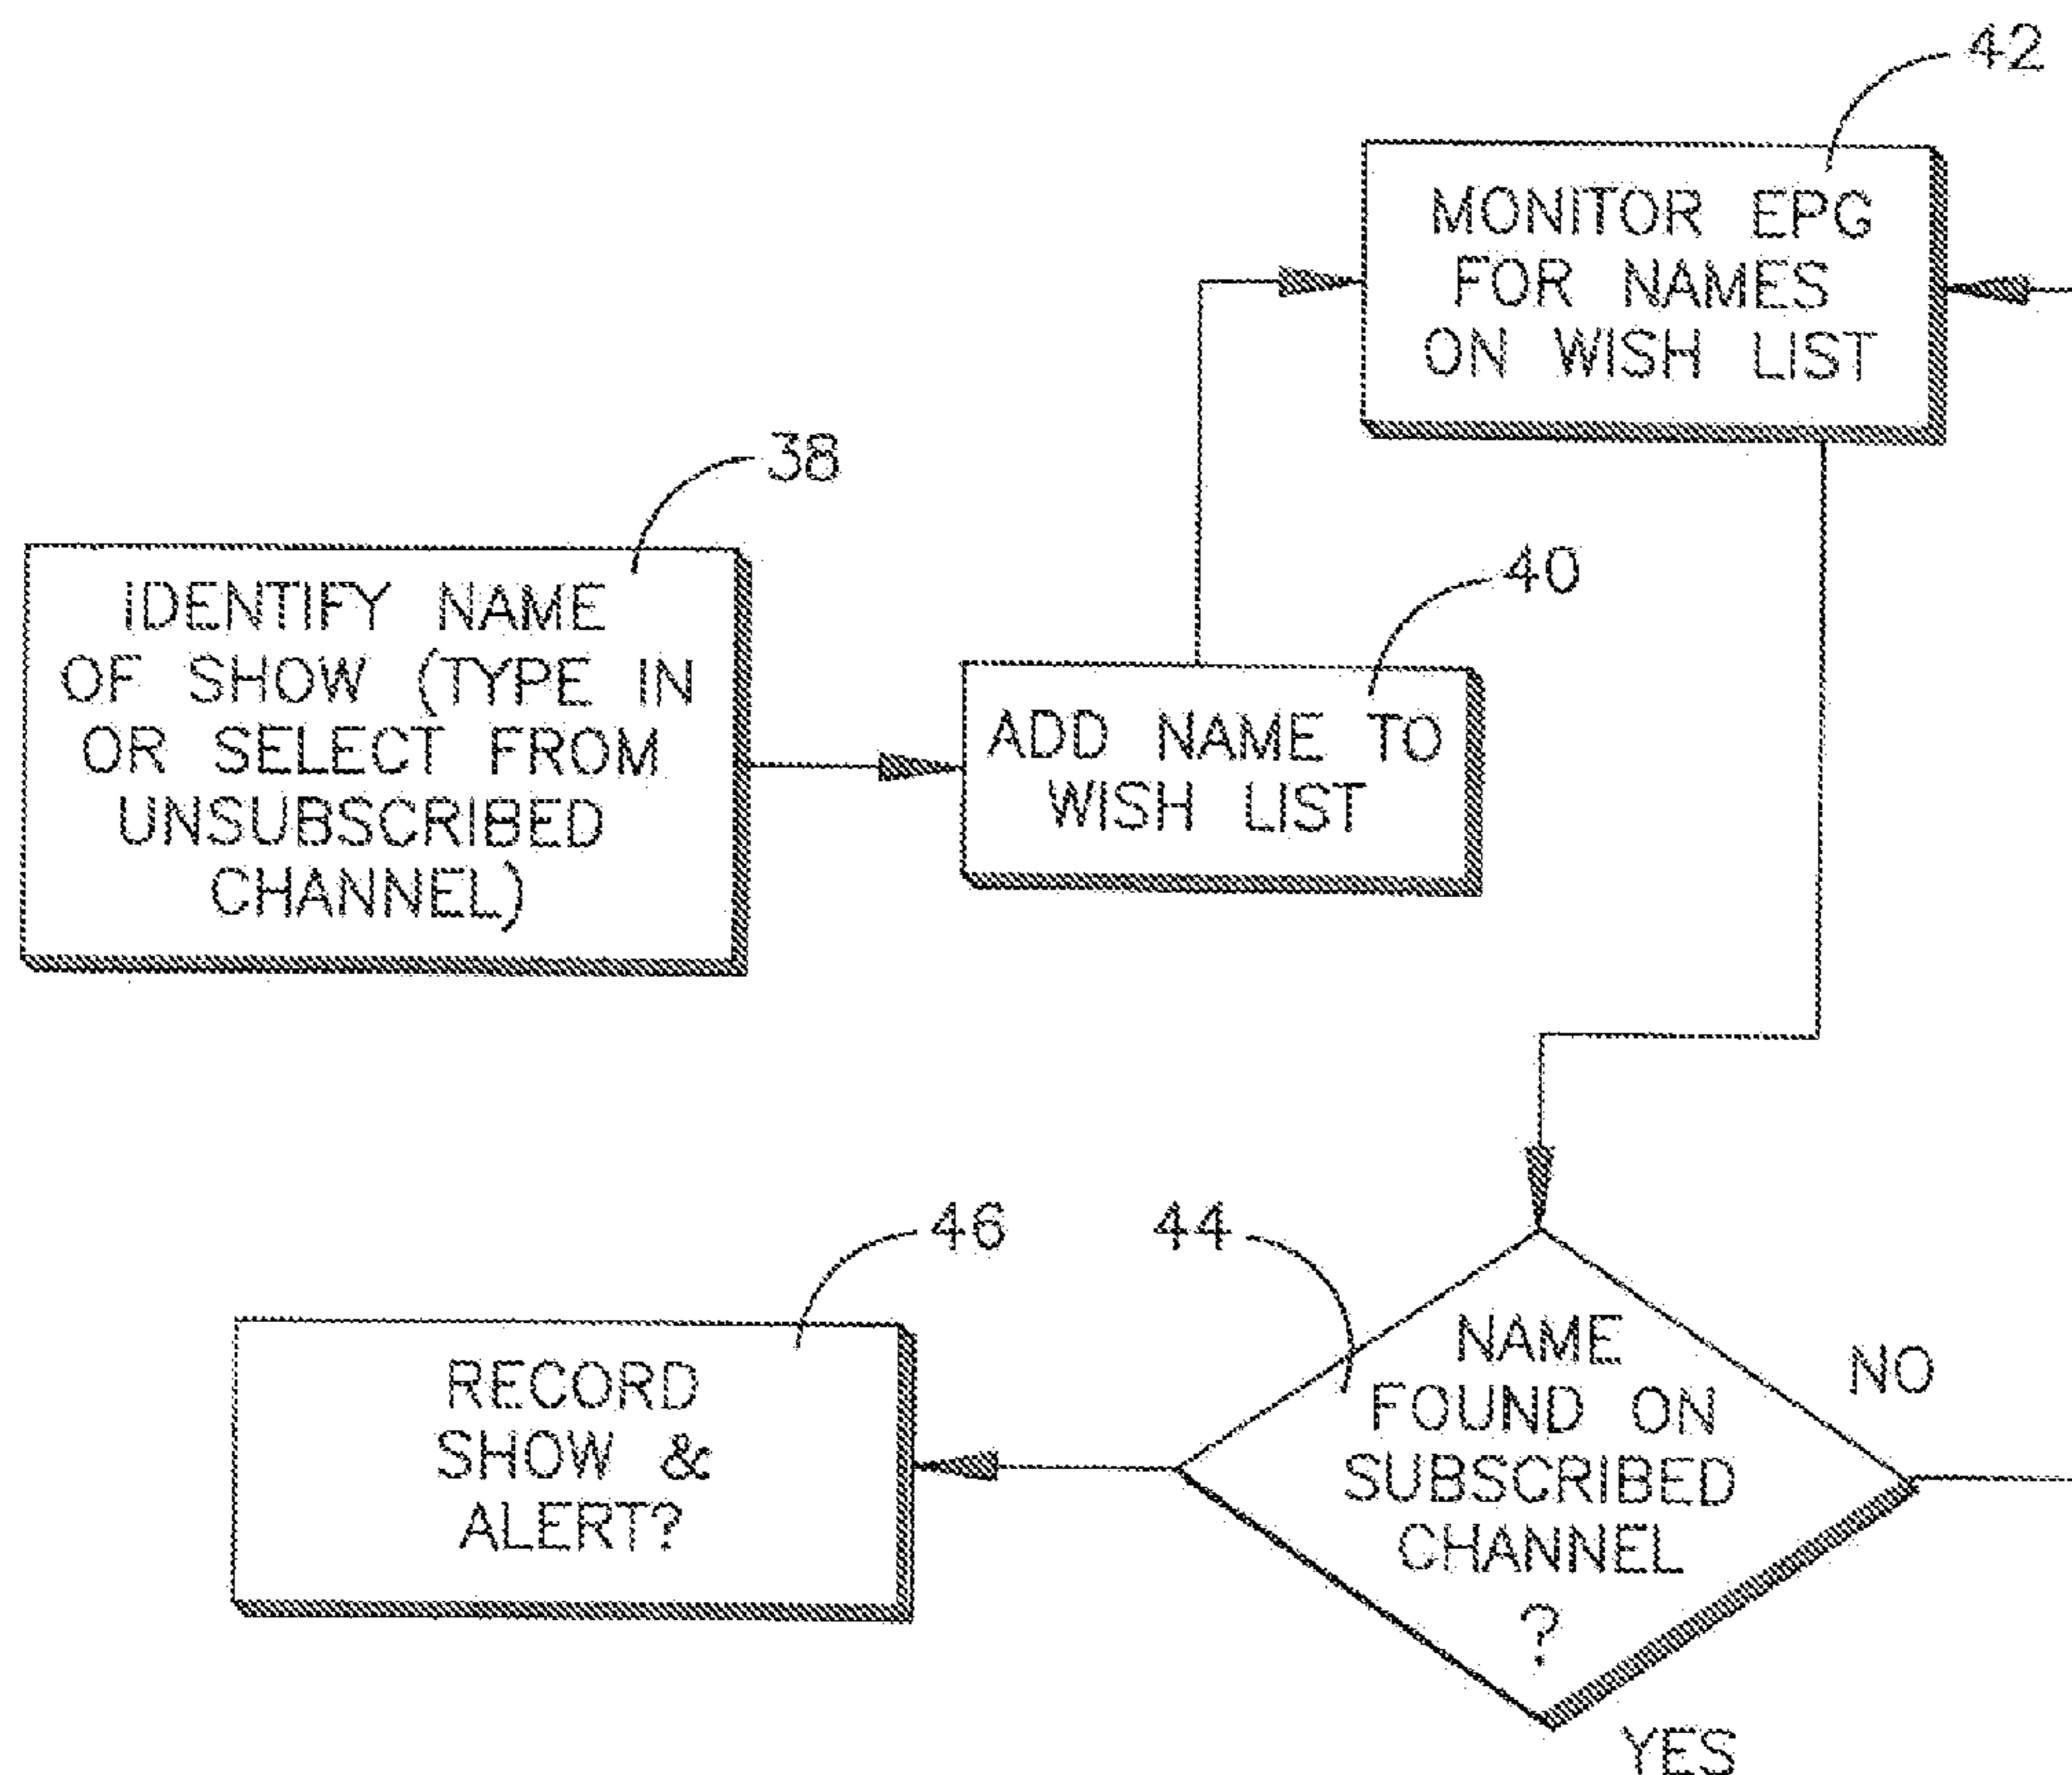 42
MONITOR EPG
FOR NAMES
ON WISH LIST
38
IDENTIFY NAME
OF SHOW (TYPE IN
OR SELECT FROM
UNSUBSCRIBED
CHANNEL)
40
ADD NAME TO
WISH LIST
46
RECORD
SHOW &
ALERT?
44
NAME
FOUND ON
SUBSCRIBED
CHANNEL
?
NO
YES